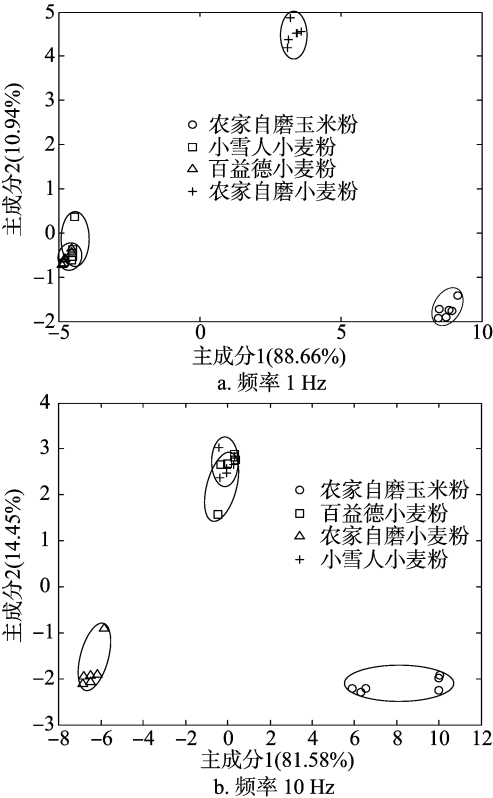 5
4
3
2
1
0
-1
-2
主成分2(10.94%)
农家自磨玉米粉
小雪人小麦粉
百益德小麦粉
农家自磨小麦粉
-5 0 5 10
主成分1(88.66%)
a. 频率 1 Hz
4
3
2
1
0
-1
-2
-3
主成分2(14.45%)
农家自磨玉米粉
百益德小麦粉
农家自磨小麦粉
小雪人小麦粉
-8 -6 -4 -2 0 2 4 6 8 10 12
主成分1(81.58%)
b. 频率 10 Hz